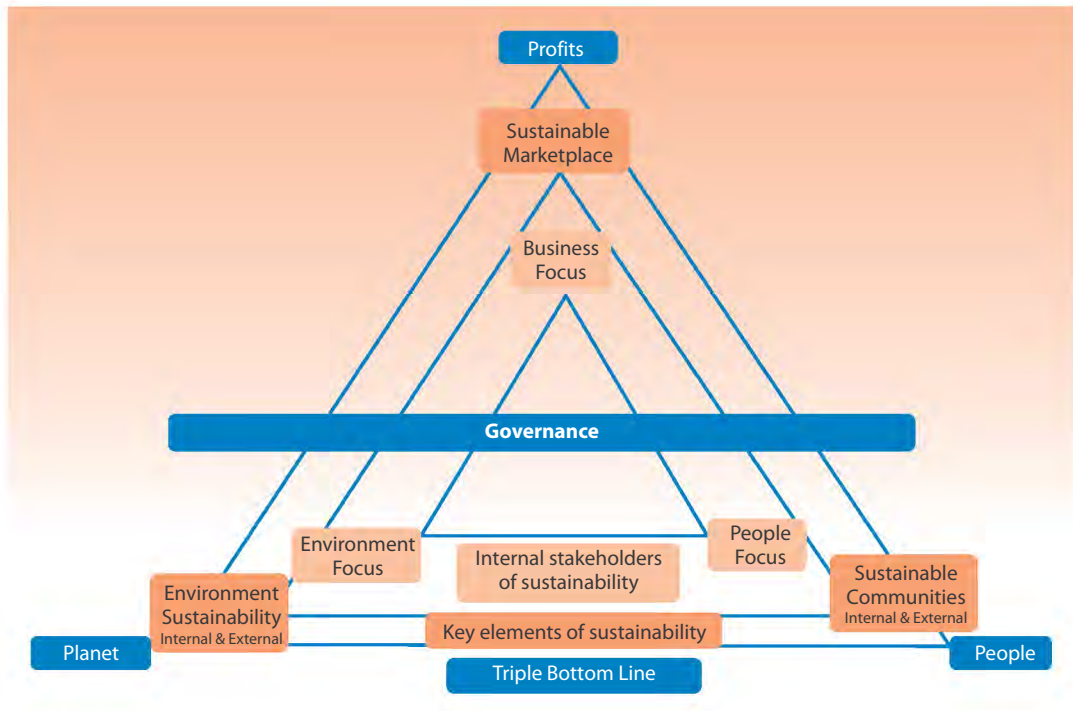 Profits
Sustainable
Marketplace
Business
Focus
Governance
Environment
Focus
Internal stakeholders
of sustainability
People
Focus
Environment
Sustainability
Internal & External
Sustainable
Communities
Internal & External
Key elements of sustainability
Planet
Triple Bottom Line
People